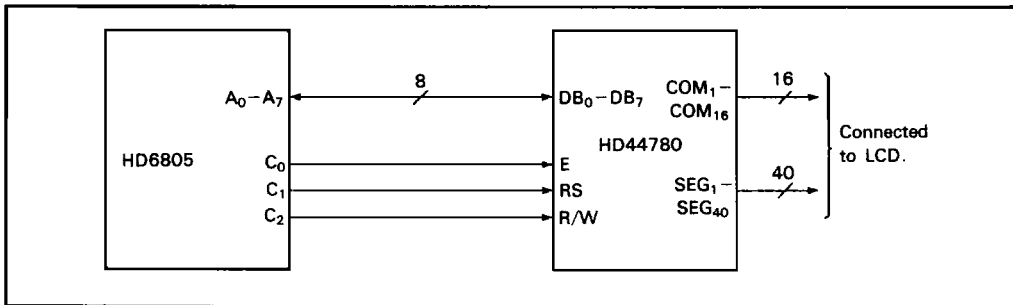 HD6805
A₀–A₇
C₀
C₁
C₂
8
DB₀–DB₇
HD44780
E
RS
R/W
COM₁–
COM₁₆
SEG₁–
SEG₄₀
16
40
Connected
to LCD.